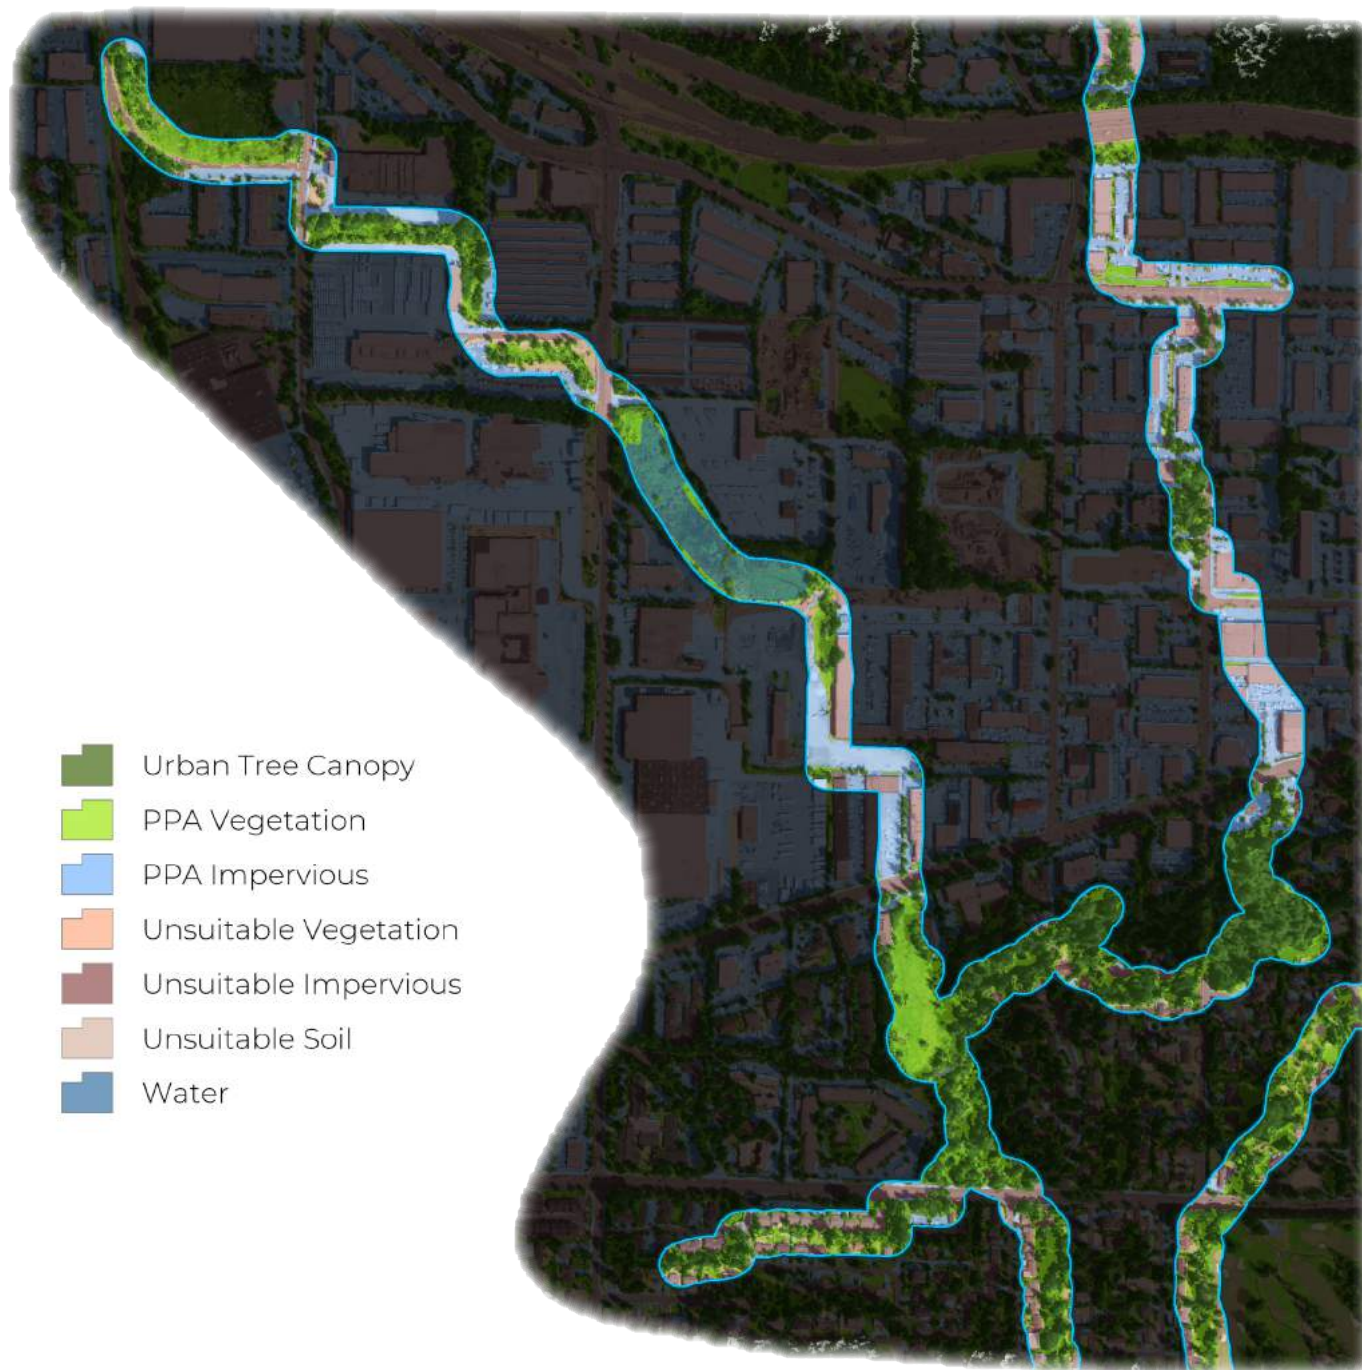 Urban Tree Canopy
PPA Vegetation
PPA Impervious
Unsuitable Vegetation
Unsuitable Impervious
Unsuitable Soil
Water